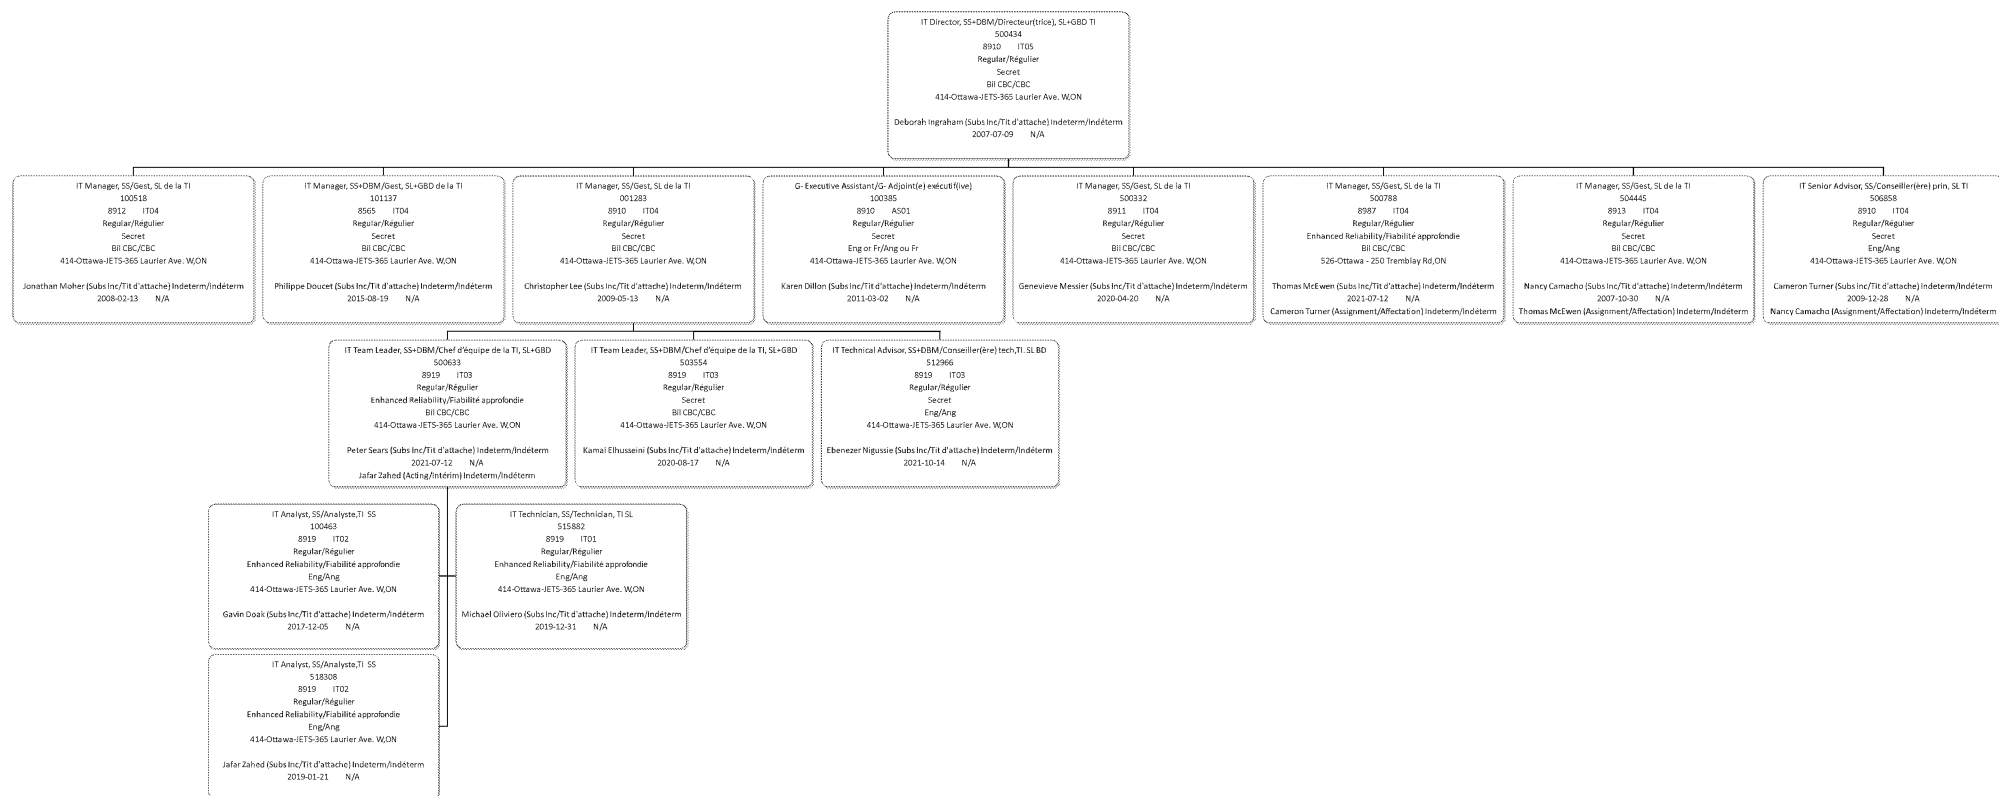 IT Director, SS+DBM/Directeur(trice), SL+GBD TI
500434
8910 IT05
Regular/Régulier
Secret
Bil CBC/CBC
414-Ottawa-JETS-365 Laurier Ave. W,ON
Deborah Ingraham (Subs Inc/Tit d'attache) Indeterm/Indéterm
2007-07-09 N/A
IT Manager, SS/Gest, SL de la TI
100518
8912 IT04
Regular/Régulier
Secret
Bil CBC/CBC
414-Ottawa-JETS-365 Laurier Ave. W,ON
Jonathan Moher (Subs Inc/Tit d'attache) Indeterm/Indéterm
2008-02-13 N/A
IT Manager, SS+DBM/Gest, SL+GBD de la TI
101137
8565 IT04
Regular/Régulier
Secret
Bil CBC/CBC
414-Ottawa-JETS-365 Laurier Ave. W,ON
Philippe Doucet (Subs Inc/Tit d'attache) Indeterm/Indéterm
2015-08-19 N/A
IT Manager, SS/Gest, SL de la TI
001283
8910 IT04
Regular/Régulier
Secret
Bil CBC/CBC
414-Ottawa-JETS-365 Laurier Ave. W,ON
Christopher Lee (Subs Inc/Tit d'attache) Indeterm/Indéterm
2009-05-13 N/A
G- Executive Assistant/G- Adjoint(e) exécutif(ive)
100385
8910 AS01
Regular/Régulier
Secret
Eng or Fr/Ang ou Fr
414-Ottawa-JETS-365 Laurier Ave. W,ON
Karen Dillon (Subs Inc/Tit d'attache) Indeterm/Indéterm
2011-03-02 N/A
IT Manager, SS/Gest, SL de la TI
500332
8911 IT04
Regular/Régulier
Secret
Bil CBC/CBC
414-Ottawa-JETS-365 Laurier Ave. W,ON
Genevieve Messier (Subs Inc/Tit d'attache) Indeterm/Indéterm
2020-04-20 N/A
IT Manager, SS/Gest, SL de la TI
500788
8987 IT04
Regular/Régulier
Enhanced Reliability/Fiabilité approfondie
Bil CBC/CBC
526-Ottawa - 250 Tremblay Rd,ON
Thomas McEwen (Subs Inc/Tit d'attache) Indeterm/Indéterm
2021-07-12 N/A
Cameron Turner (Assignment/Affectation) Indeterm/Indéterm
IT Manager, SS/Gest, SL de la TI
504445
8913 IT04
Regular/Régulier
Secret
Bil CBC/CBC
414-Ottawa-JETS-365 Laurier Ave. W,ON
Nancy Camacho (Subs Inc/Tit d'attache) Indeterm/Indéterm
2007-10-30 N/A
Thomas McEwen (Assignment/Affectation) Indeterm/Indéterm
IT Senior Advisor, SS/Conseiller(ère) prin, SL TI
506858
8910 IT04
Regular/Régulier
Secret
Eng/Ang
414-Ottawa-JETS-365 Laurier Ave. W,ON
Cameron Turner (Subs Inc/Tit d'attache) Indeterm/Indéterm
2009-12-28 N/A
Nancy Camacho (Assignment/Affectation) Indeterm/Indéterm
IT Team Leader, SS+DBM/Chef d'équipe de la TI, SL+GBD
500633
8919 IT03
Regular/Régulier
Enhanced Reliability/Fiabilité approfondie
Bil CBC/CBC
414-Ottawa-JETS-365 Laurier Ave. W,ON
Peter Sears (Subs Inc/Tit d'attache) Indeterm/Indéterm
2021-07-12 N/A
Jafar Zahed (Acting/Intérim) Indeterm/Indéterm
IT Team Leader, SS+DBM/Chef d'équipe de la TI, SL+GBD
503554
8919 IT03
Regular/Régulier
Secret
Bil CBC/CBC
414-Ottawa-JETS-365 Laurier Ave. W,ON
Kamal Elhusseini (Subs Inc/Tit d'attache) Indeterm/Indéterm
2020-08-17 N/A
IT Technical Advisor, SS+DBM/Conseiller(ère) tech,TI. SL BD
512966
8919 IT03
Regular/Régulier
Secret
Eng/Ang
414-Ottawa-JETS-365 Laurier Ave. W,ON
Ebenezer Nigussie (Subs Inc/Tit d'attache) Indeterm/Indéterm
2021-10-14 N/A
IT Analyst, SS/Analyste,TI SS
100463
8919 IT02
Regular/Régulier
Enhanced Reliability/Fiabilité approfondie
Eng/Ang
414-Ottawa-JETS-365 Laurier Ave. W,ON
Gavin Doak (Subs Inc/Tit d'attache) Indeterm/Indéterm
2017-12-05 N/A
IT Technician, SS/Technician, TI SL
515882
8919 IT01
Regular/Régulier
Enhanced Reliability/Fiabilité approfondie
Eng/Ang
414-Ottawa-JETS-365 Laurier Ave. W,ON
Michael Oliviero (Subs Inc/Tit d'attache) Indeterm/Indéterm
2019-12-31 N/A
IT Analyst, SS/Analyste,TI SS
518308
8919 IT02
Regular/Régulier
Enhanced Reliability/Fiabilité approfondie
Eng/Ang
414-Ottawa-JETS-365 Laurier Ave. W,ON
Jafar Zahed (Subs Inc/Tit d'attache) Indeterm/Indéterm
2019-01-21 N/A